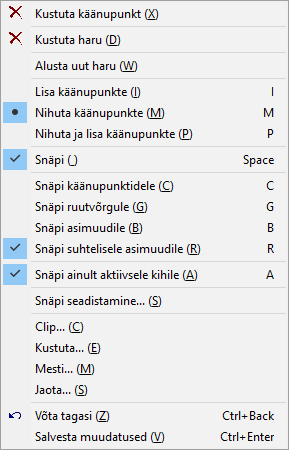 Kustuta käänupunkt (X)
Kustuta haru (D)
Alusta uut haru (W)
Lisa käänupunkte (I) I
Nihuta käänupunkte (M) M
Nihuta ja lisa käänupunkte (P) P
Snäpi ( ) Space
Snäpi käänupunktidele (C) C
Snäpi ruutvõrgule (G) G
Snäpi asimuudile (B) B
Snäpi suhtelisele asimuudile (R) R
Snäpi ainult aktiivsele kihile (A) A
Snäpi seadistamine... (S)
Clip... (C)
Kustuta... (E)
Mesti... (M)
Jaota... (S)
Võta tagasi (Z) Ctrl+Back
Salvesta muudatused (V) Ctrl+Enter